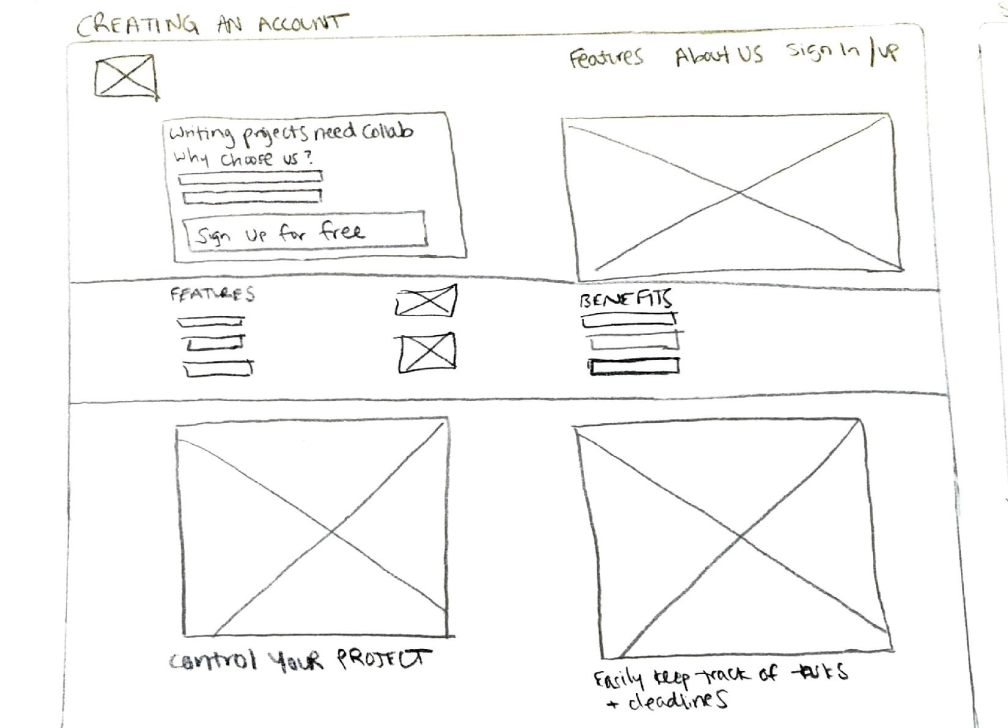 CREATING AN ACCOUNT
Features About US Sign In/up
Writing projects need collab
Why choose us?
Sign Up for free
FEATURES
BENEFITS
control YOUR PROJECT
Easily keep track of tasks
+ deadlines